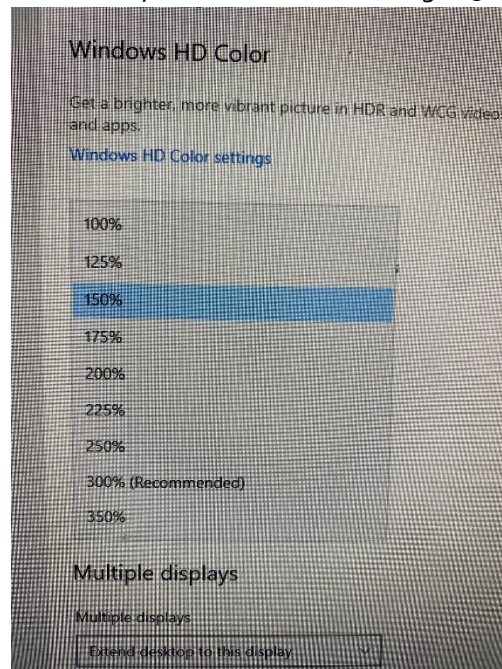 Windows HD Color
Get a brighter, more vibrant picture in HDR and WCG videos
and apps.
Windows HD Color settings
100%
125%
150%
175%
200%
225%
250%
300% (Recommended)
350%
Multiple displays
Multiple displays
Extend desktop to this display